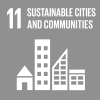 11 SUSTAINABLE CITIES
AND COMMUNITIES